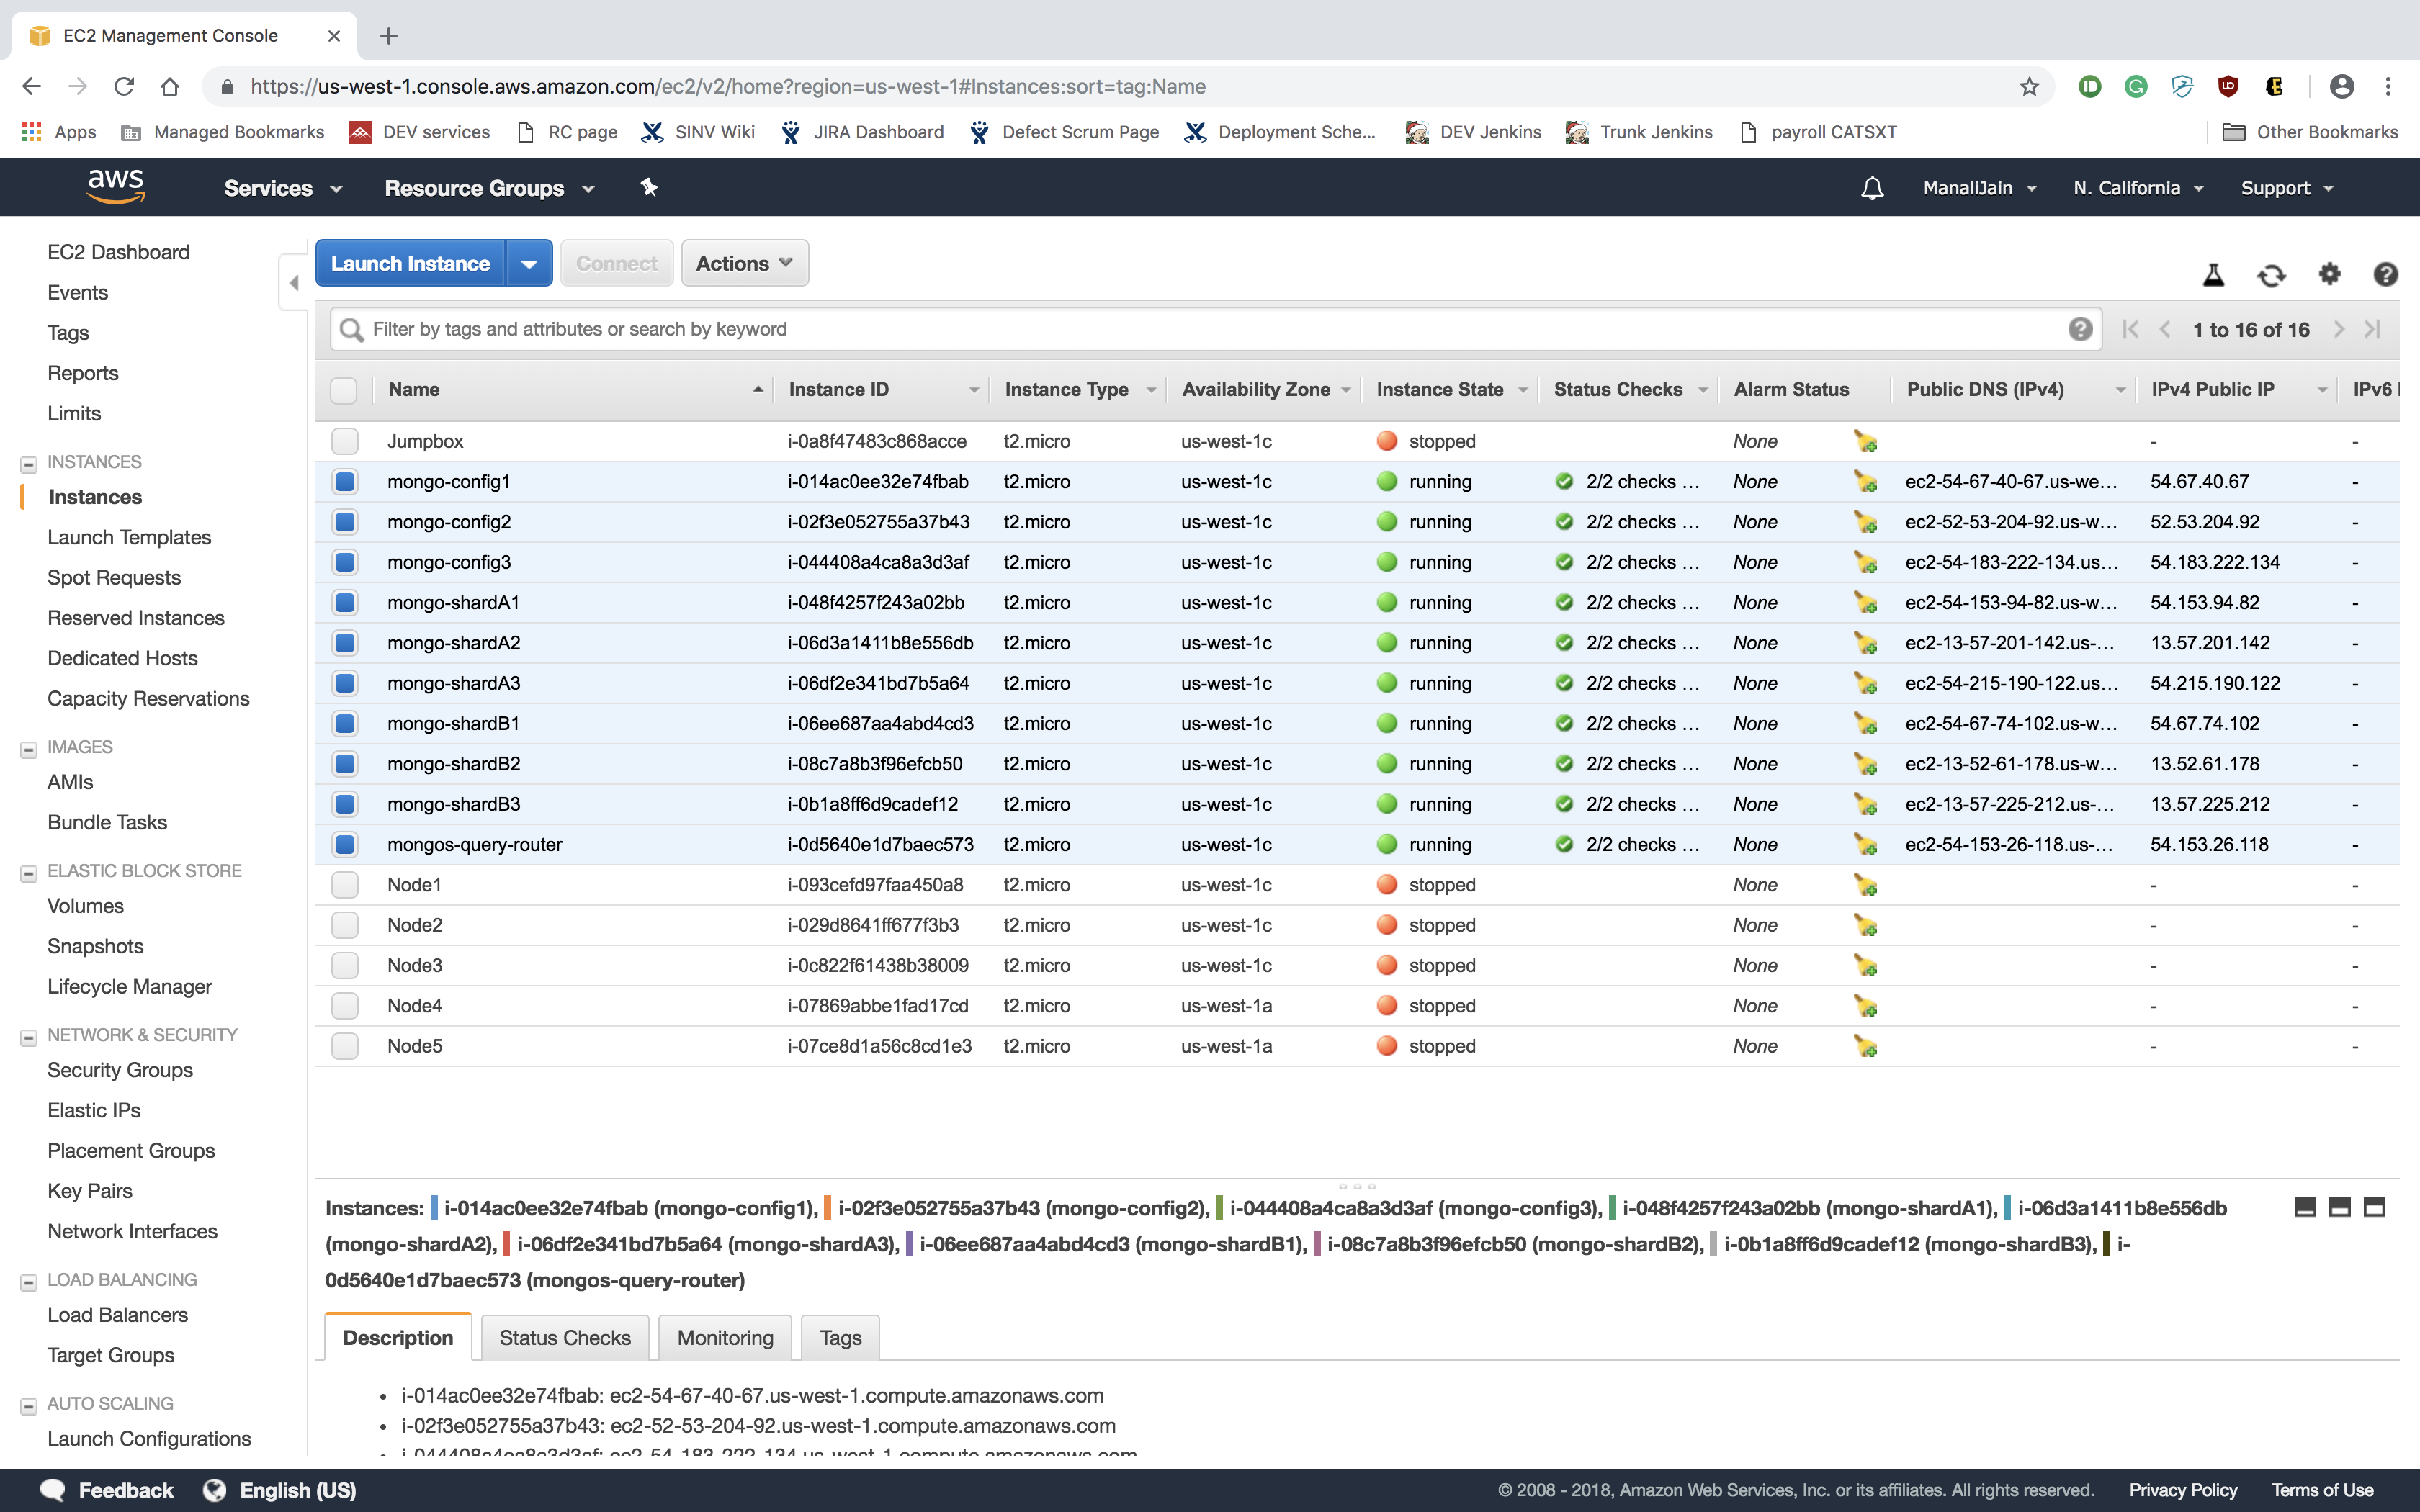 EC2 Management Console
https://us-west-1.console.aws.amazon.com/ec2/v2/home?region=us-west-1#Instances:sort=tag:Name
Apps Managed Bookmarks DEV services RC page SINV Wiki JIRA Dashboard Defect Scrum Page Deployment Sche... DEV Jenkins Trunk Jenkins payroll CATSXT Other Bookmarks
aws Services Resource Groups ManaliJain N. California Support
EC2 Dashboard
Events
Tags
Reports
Limits
INSTANCES
Instances
Launch Templates
Spot Requests
Reserved Instances
Dedicated Hosts
Capacity Reservations
IMAGES
AMIs
Bundle Tasks
ELASTIC BLOCK STORE
Volumes
Snapshots
Lifecycle Manager
NETWORK & SECURITY
Security Groups
Elastic IPs
Placement Groups
Key Pairs
Network Interfaces
LOAD BALANCING
Load Balancers
Target Groups
AUTO SCALING
Launch Configurations
Launch Instance Connect Actions
Filter by tags and attributes or search by keyword 1 to 16 of 16
Name Instance ID Instance Type Availability Zone Instance State Status Checks Alarm Status Public DNS (IPv4) IPv4 Public IP IPv6
Jumpbox i-0a8f47483c868acce t2.micro us-west-1c stopped None - -
mongo-config1 i-014ac0ee32e74fbab t2.micro us-west-1c running 2/2 checks ... None ec2-54-67-40-67.us-we... 54.67.40.67 -
mongo-config2 i-02f3e052755a37b43 t2.micro us-west-1c running 2/2 checks ... None ec2-52-53-204-92.us-w... 52.53.204.92 -
mongo-config3 i-044408a4ca8a3d3af t2.micro us-west-1c running 2/2 checks ... None ec2-54-183-222-134.us... 54.183.222.134 -
mongo-shardA1 i-048f4257f243a02bb t2.micro us-west-1c running 2/2 checks ... None ec2-54-153-94-82.us-w... 54.153.94.82 -
mongo-shardA2 i-06d3a1411b8e556db t2.micro us-west-1c running 2/2 checks ... None ec2-13-57-201-142.us-... 13.57.201.142 -
mongo-shardA3 i-06df2e341bd7b5a64 t2.micro us-west-1c running 2/2 checks ... None ec2-54-215-190-122.us... 54.215.190.122 -
mongo-shardB1 i-06ee687aa4abd4cd3 t2.micro us-west-1c running 2/2 checks ... None ec2-54-67-74-102.us-w... 54.67.74.102 -
mongo-shardB2 i-08c7a8b3f96efcb50 t2.micro us-west-1c running 2/2 checks ... None ec2-13-52-61-178.us-w... 13.52.61.178 -
mongo-shardB3 i-0b1a8ff6d9cadef12 t2.micro us-west-1c running 2/2 checks ... None ec2-13-57-225-212.us-... 13.57.225.212 -
mongos-query-router i-0d5640e1d7baec573 t2.micro us-west-1c running 2/2 checks ... None ec2-54-153-26-118.us-... 54.153.26.118 -
Node1 i-093cefd97faa450a8 t2.micro us-west-1c stopped None - -
Node2 i-029d8641ff677f3b3 t2.micro us-west-1c stopped None - -
Node3 i-0c822f61438b38009 t2.micro us-west-1c stopped None - -
Node4 i-07869abbe1fad17cd t2.micro us-west-1a stopped None - -
Node5 i-07ce8d1a56c8cd1e3 t2.micro us-west-1a stopped None - -
Instances: i-014ac0ee32e74fbab (mongo-config1), i-02f3e052755a37b43 (mongo-config2), i-044408a4ca8a3d3af (mongo-config3), i-048f4257f243a02bb (mongo-shardA1), i-06d3a1411b8e556db
(mongo-shardA2), i-06df2e341bd7b5a64 (mongo-shardA3), i-06ee687aa4abd4cd3 (mongo-shardB1), i-08c7a8b3f96efcb50 (mongo-shardB2), i-0b1a8ff6d9cadef12 (mongo-shardB3), i-
0d5640e1d7baec573 (mongos-query-router)
Description Status Checks Monitoring Tags
• i-014ac0ee32e74fbab: ec2-54-67-40-67.us-west-1.compute.amazonaws.com
• i-02f3e052755a37b43: ec2-52-53-204-92.us-west-1.compute.amazonaws.com
• i-044408a4ca8a3d3af: ec2-54-183-222-134.us-west-1.compute.amazonaws.com
Feedback English (US) © 2008 - 2018, Amazon Web Services, Inc. or its affiliates. All rights reserved. Privacy Policy Terms of Use